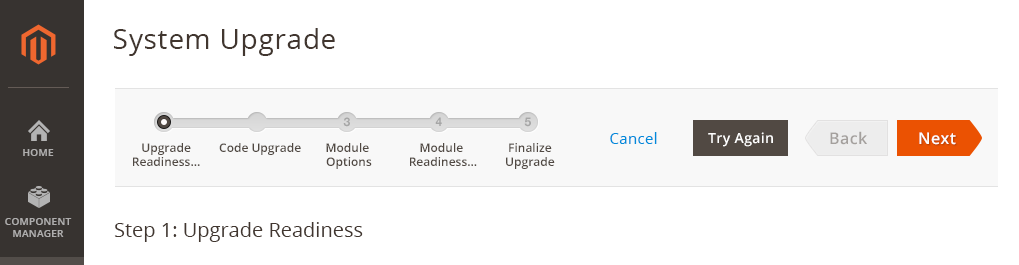 System Upgrade
3 4 5
Upgrade Code Upgrade Module Module Finalize
Readiness... Options Readiness... Upgrade
Cancel Try Again Back Next
HOME
COMPONENT
MANAGER
Step 1: Upgrade Readiness